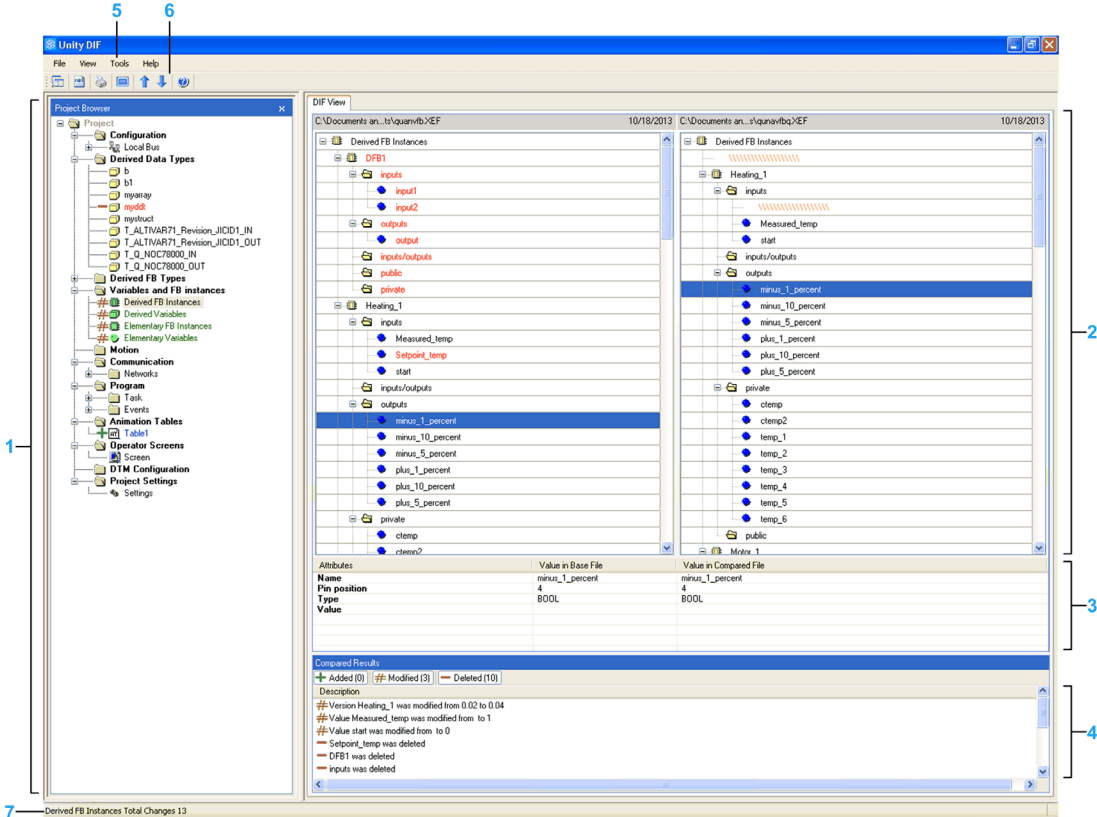 5 6
Unity DIF
File View Tools Help
Project Browser
Project
Configuration
Local Bus
Derived Data Types
b
b1
myarray
myddt
mystruct
T_ALTIVAR71_Revision_JICID1_IN
T_ALTIVAR71_Revision_JICID1_OUT
T_Q_NOC78000_IN
T_Q_NOC78000_OUT
Derived FB Types
Variables and FB instances
Derived FB Instances
Derived Variables
Elementary FB Instances
Elementary Variables
Motion
Communication
Networks
Program
Task
Events
Animation Tables
Table1
Operator Screens
Screen
DTM Configuration
Project Settings
Settings
1
DIF View
C:\Documents an...ts\quanvfb.XEF 10/18/2013
Derived FB Instances
DFB1
inputs
input1
input2
outputs
output
inputs/outputs
public
private
Heating_1
inputs
Measured_temp
Setpoint_temp
start
inputs/outputs
outputs
minus_1_percent
minus_10_percent
minus_5_percent
plus_1_percent
plus_10_percent
plus_5_percent
private
ctemp
ctemp2
C:\Documents an...s\qunavfbq.XEF 10/18/2013
Derived FB Instances
Heating_1
inputs
Measured_temp
start
inputs/outputs
outputs
minus_1_percent
minus_10_percent
minus_5_percent
plus_1_percent
plus_10_percent
plus_5_percent
private
ctemp
ctemp2
temp_1
temp_2
temp_3
temp_4
temp_5
temp_6
public
Motor_1
2
Attributes Value in Base File Value in Compared File
Name minus_1_percent minus_1_percent
Pin position 4 4
Type BOOL BOOL
Value
3
Compared Results
Added (0) Modified (3) Deleted (10)
Description
Version Heating_1 was modified from 0.02 to 0.04
Value Measured_temp was modified from to 1
Value start was modified from to 0
Setpoint_temp was deleted
DFB1 was deleted
inputs was deleted
4
7
Derived FB Instances Total Changes 13